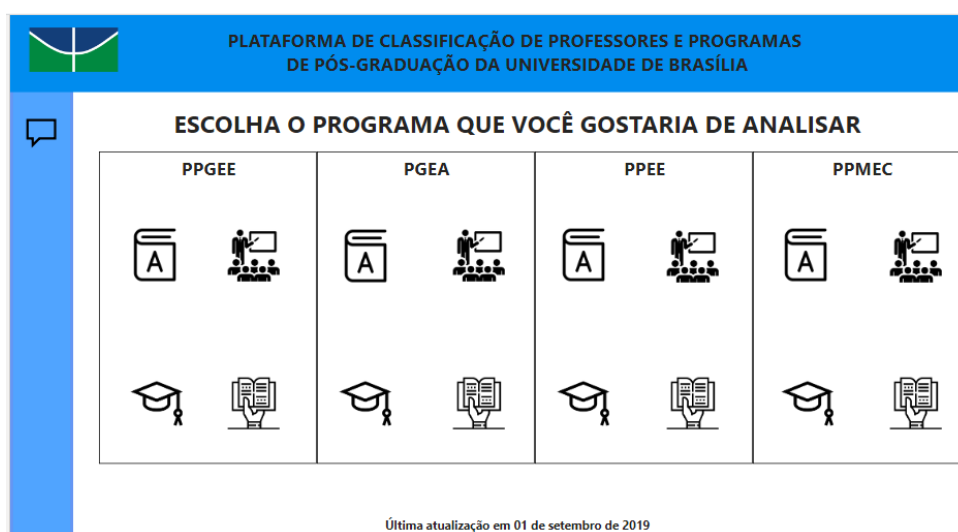 PLATAFORMA DE CLASSIFICAÇÃO DE PROFESSORES E PROGRAMAS
DE PÓS-GRADUAÇÃO DA UNIVERSIDADE DE BRASÍLIA
ESCOLHA O PROGRAMA QUE VOCÊ GOSTARIA DE ANALISAR
PPGEE
PGEA
PPEE
PPMEC
A
A
A
A
Última atualização em 01 de setembro de 2019